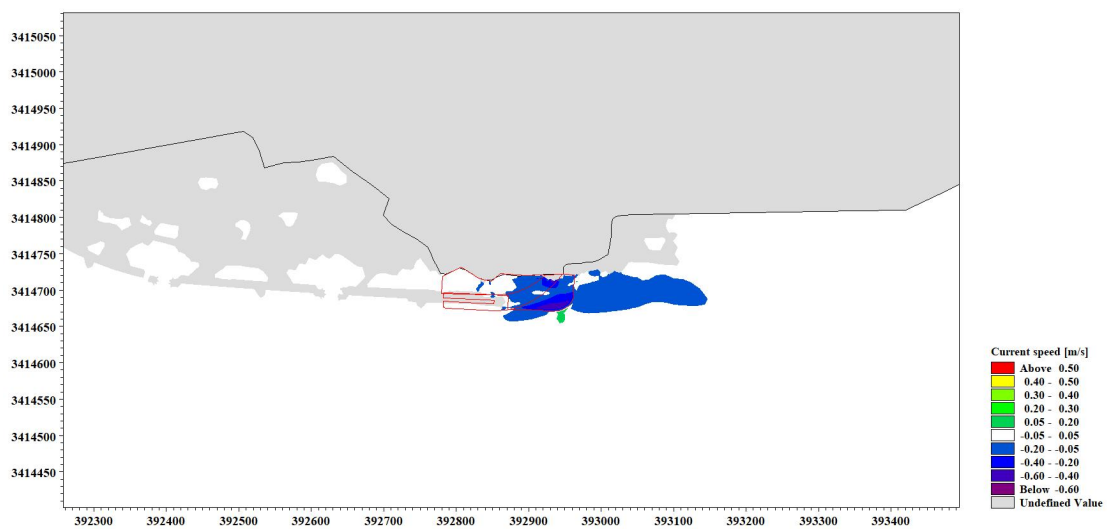 3415050
3415000
3414950
3414900
3414850
3414800
3414750
3414700
3414650
3414600
3414550
3414500
3414450
392300 392400 392500 392600 392700 392800 392900 393000 393100 393200 393300 393400
Current speed [m/s]
Above 0.50
0.40 - 0.50
0.30 - 0.40
0.20 - 0.30
0.05 - 0.20
-0.05 - 0.05
-0.20 - -0.05
-0.40 - -0.20
-0.60 - -0.40
Below -0.60
Undefined Value